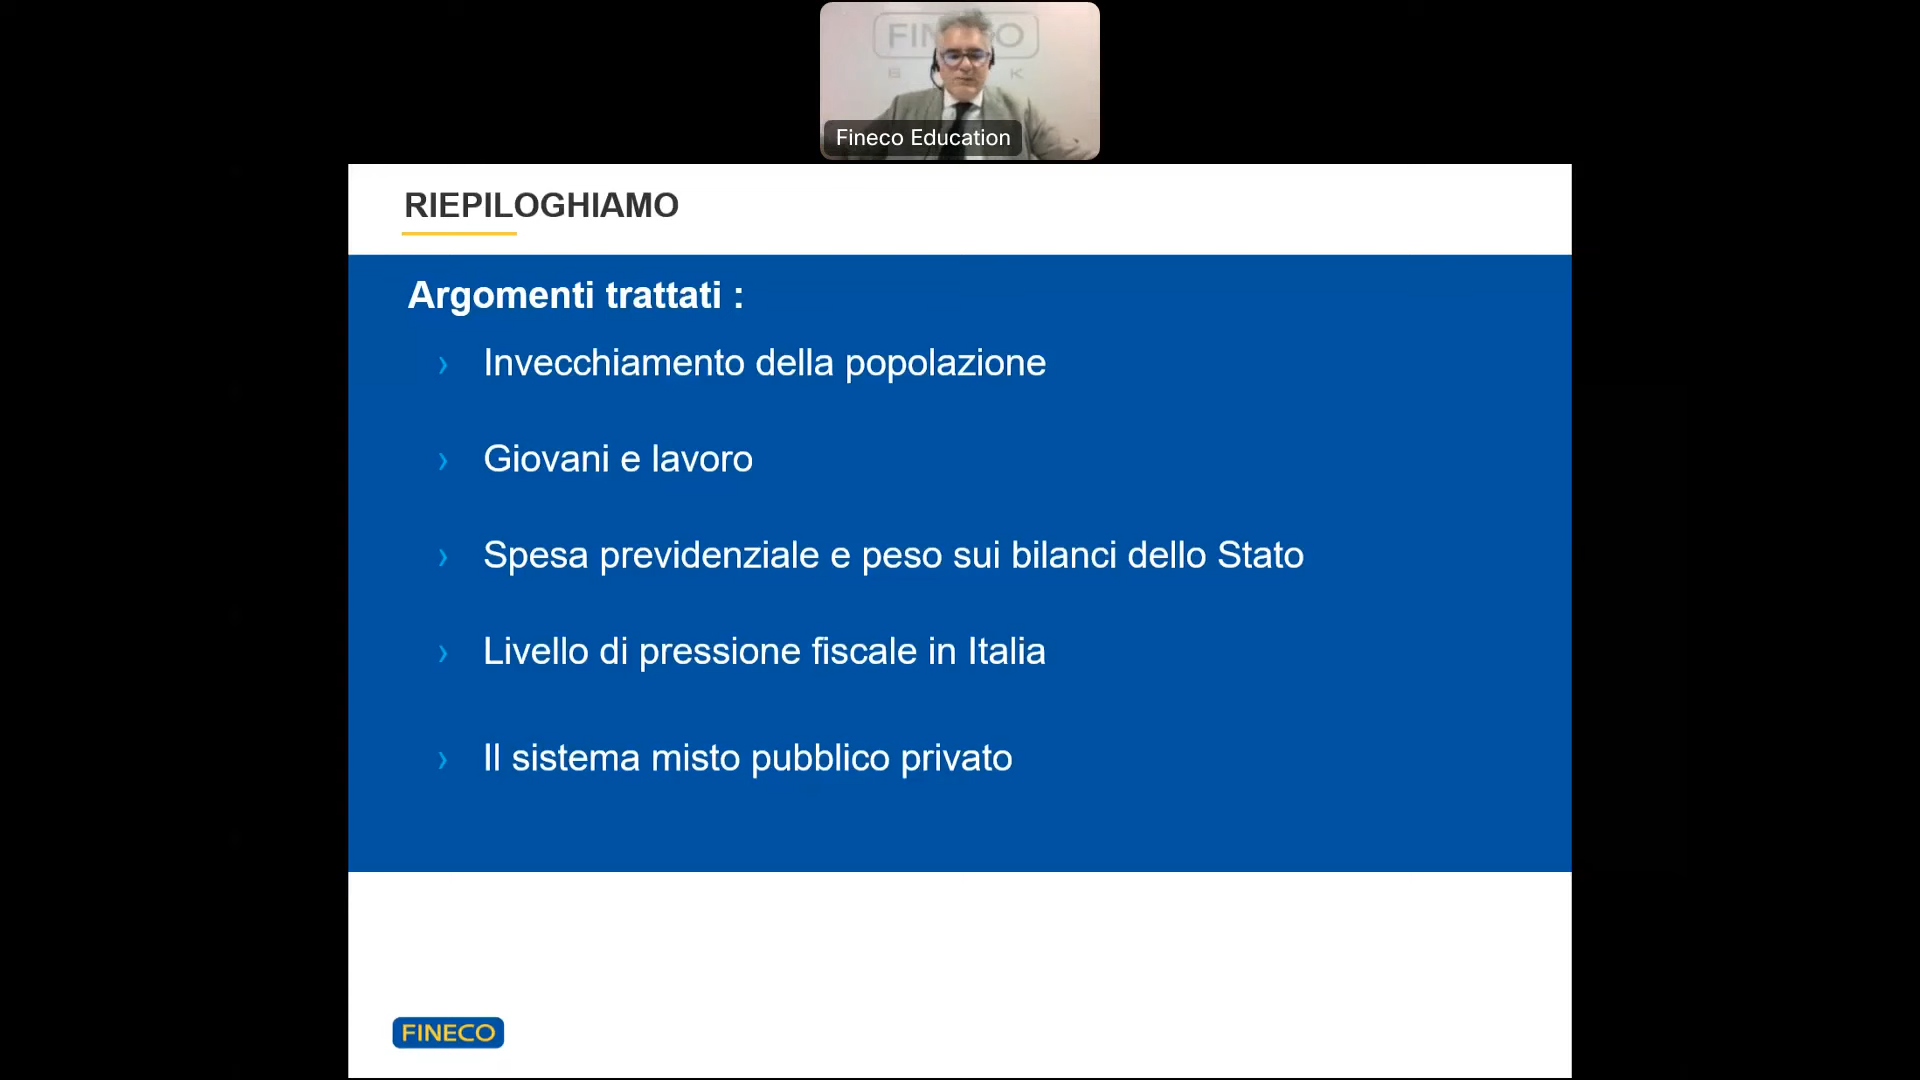 FINECO
B K
Fineco Education
RIEPILOGHIAMO
Argomenti trattati :
› Invecchiamento della popolazione
› Giovani e lavoro
› Spesa previdenziale e peso sui bilanci dello Stato
› Livello di pressione fiscale in Italia
› Il sistema misto pubblico privato
FINECO